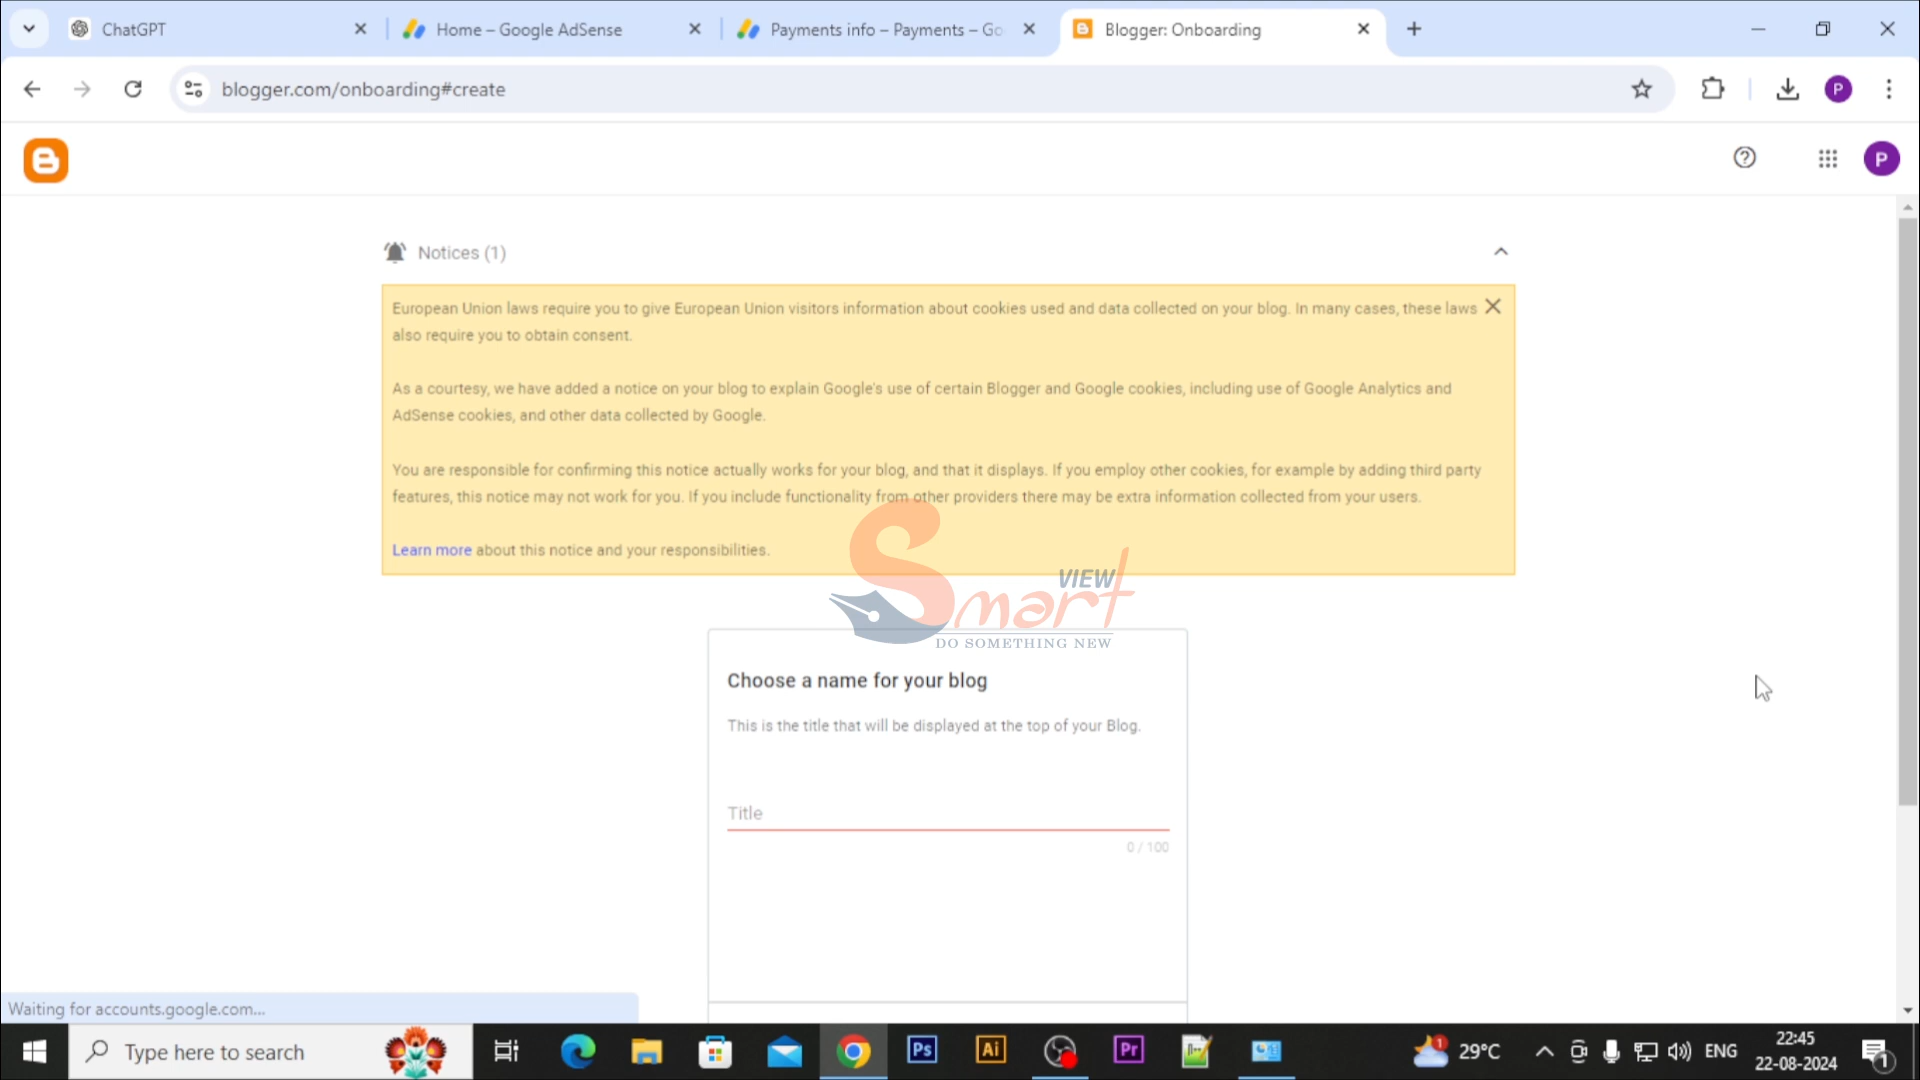 ChatGPT
Home – Google AdSense
Payments info – Payments – Go
Blogger: Onboarding
blogger.com/onboarding#create
P
P
Notices (1)
European Union laws require you to give European Union visitors information about cookies used and data collected on your blog. In many cases, these laws
also require you to obtain consent.
As a courtesy, we have added a notice on your blog to explain Google's use of certain Blogger and Google cookies, including use of Google Analytics and
AdSense cookies, and other data collected by Google.
You are responsible for confirming this notice actually works for your blog, and that it displays. If you employ other cookies, for example by adding third party
features, this notice may not work for you. If you include functionality from other providers there may be extra information collected from your users.
Learn more about this notice and your responsibilities.
Smart VIEW
DO SOMETHING NEW
Choose a name for your blog
This is the title that will be displayed at the top of your Blog.
Title
0 / 100
Waiting for accounts.google.com...
Type here to search
Ps
Ai
Pr
1
29°C
ENG
22:45
22-08-2024
1